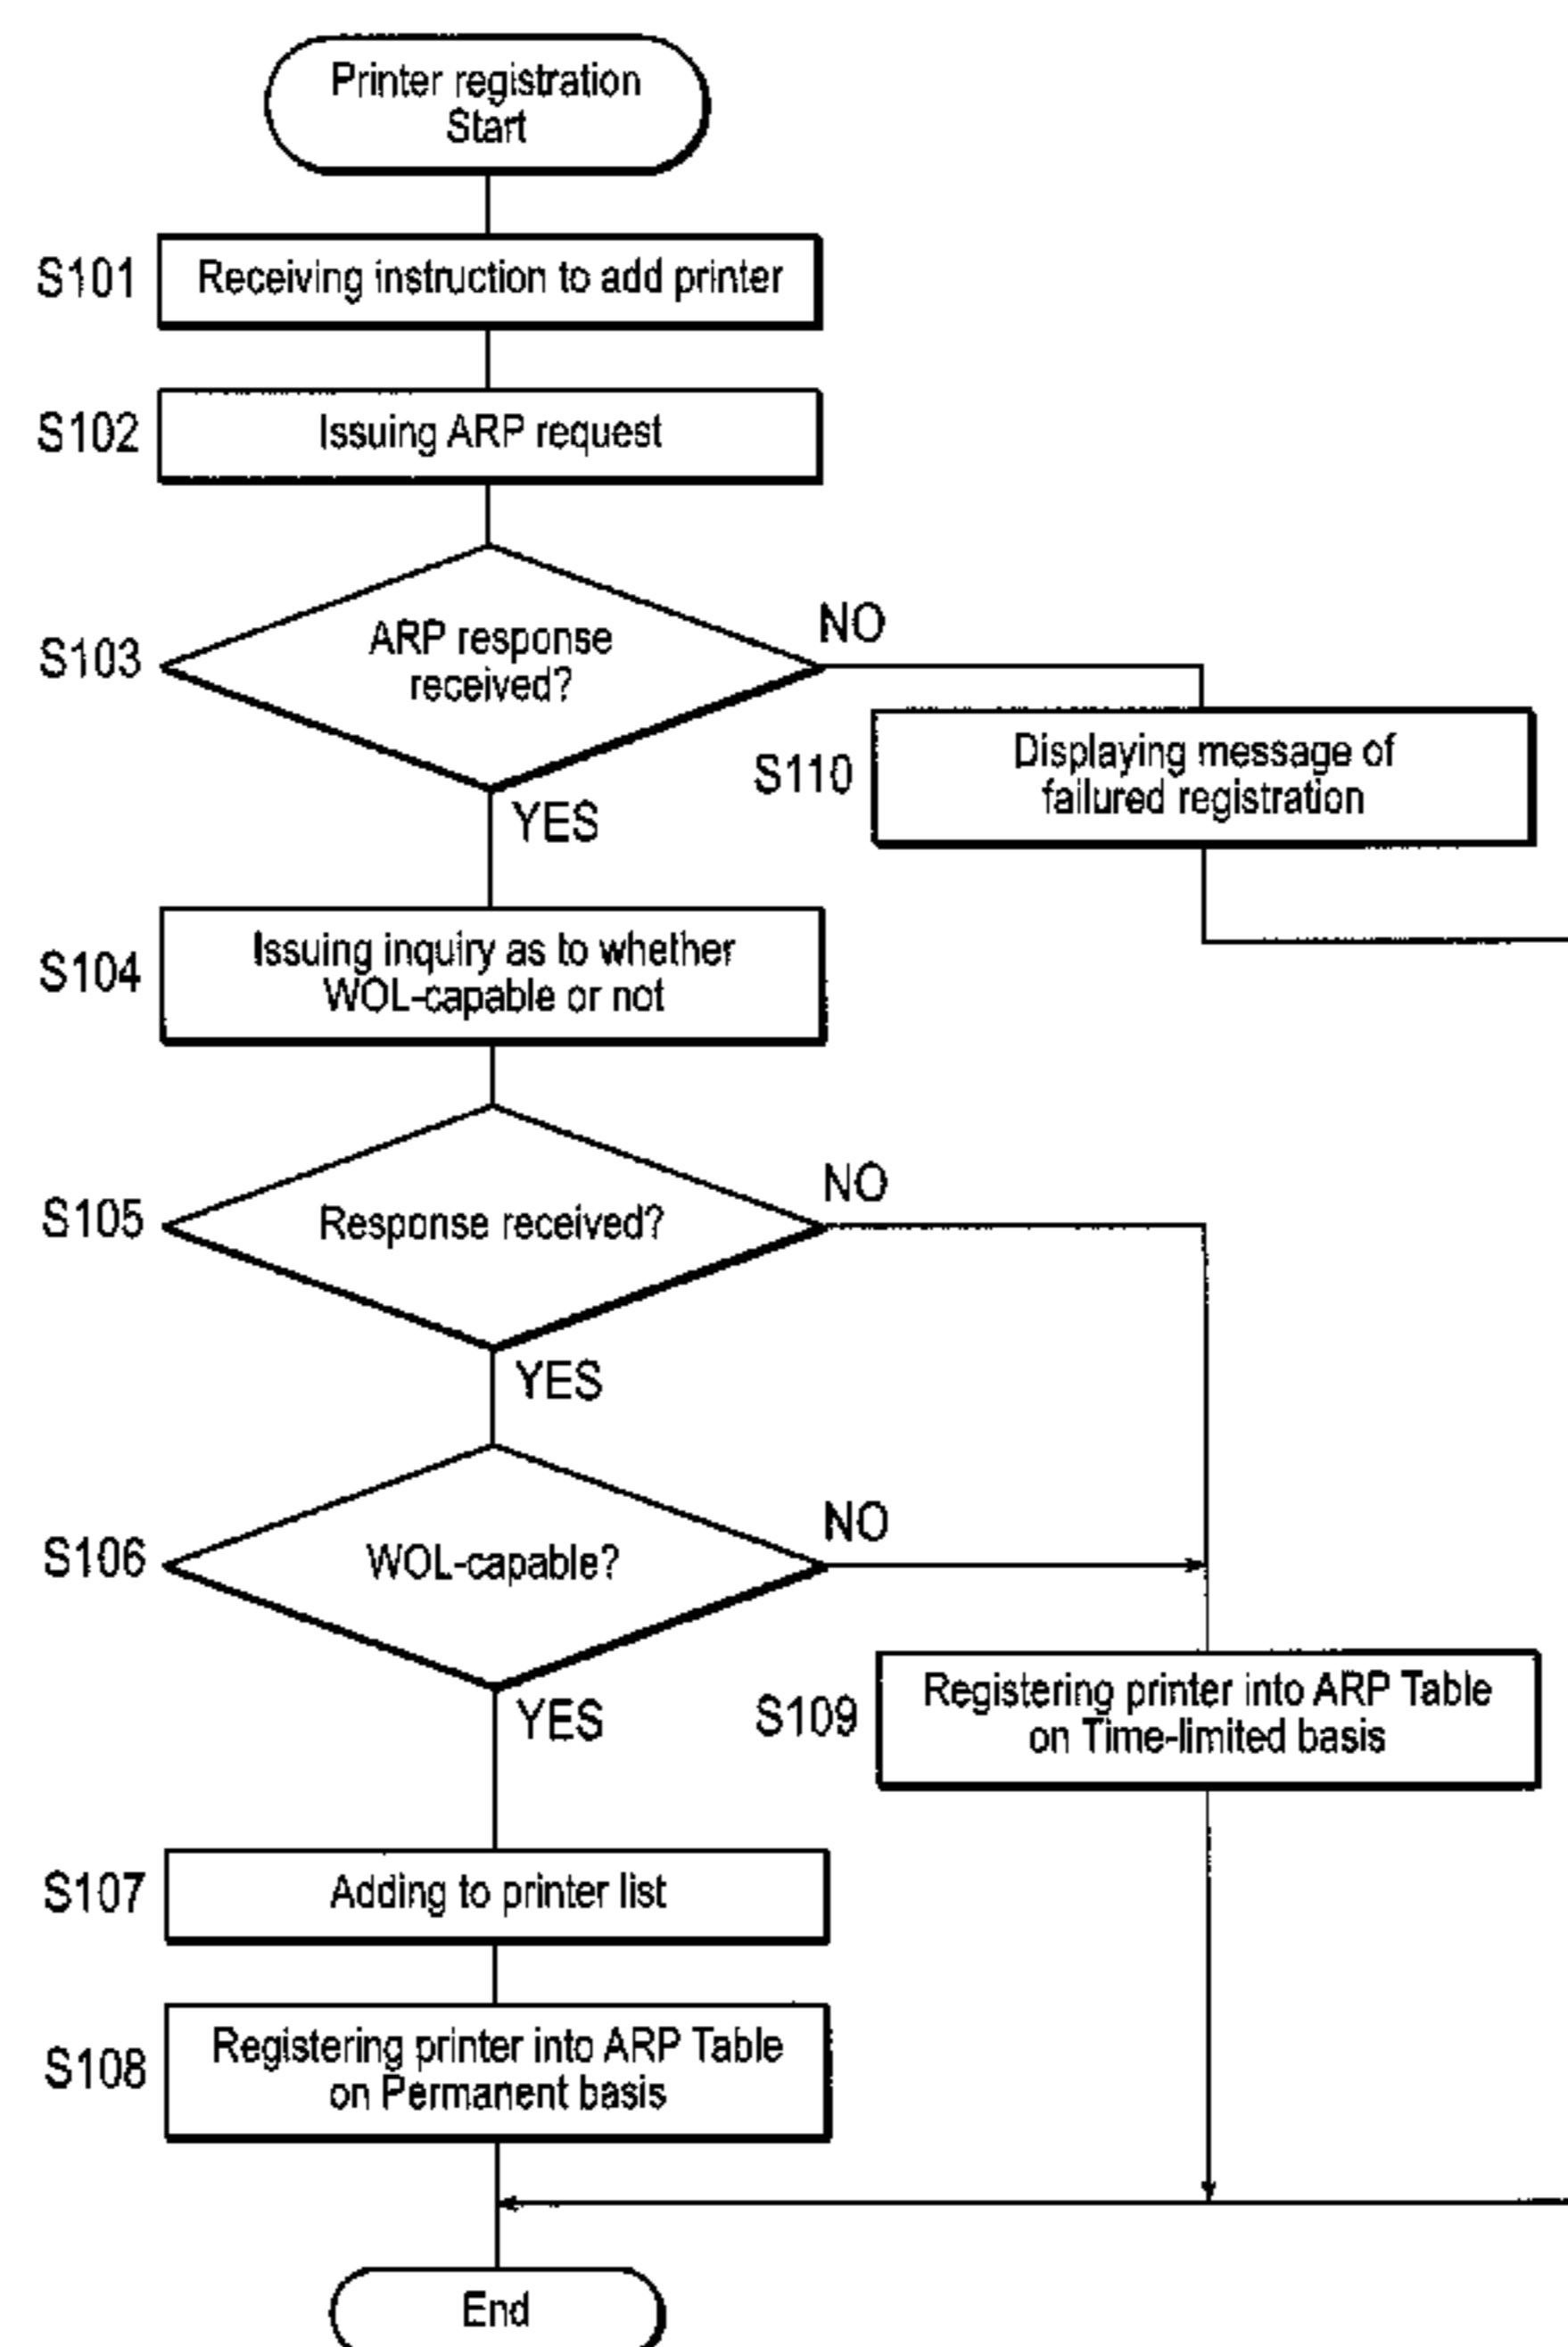 Printer registration
Start
S101
Receiving instruction to add printer
S102
Issuing ARP request
S103
ARP response
received?
NO
YES
S110
Displaying message of
failured registration
S104
Issuing inquiry as to whether
WOL-capable or not
S105
Response received?
NO
YES
S106
WOL-capable?
NO
YES
S109
Registering printer into ARP Table
on Time-limited basis
S107
Adding to printer list
S108
Registering printer into ARP Table
on Permanent basis
End